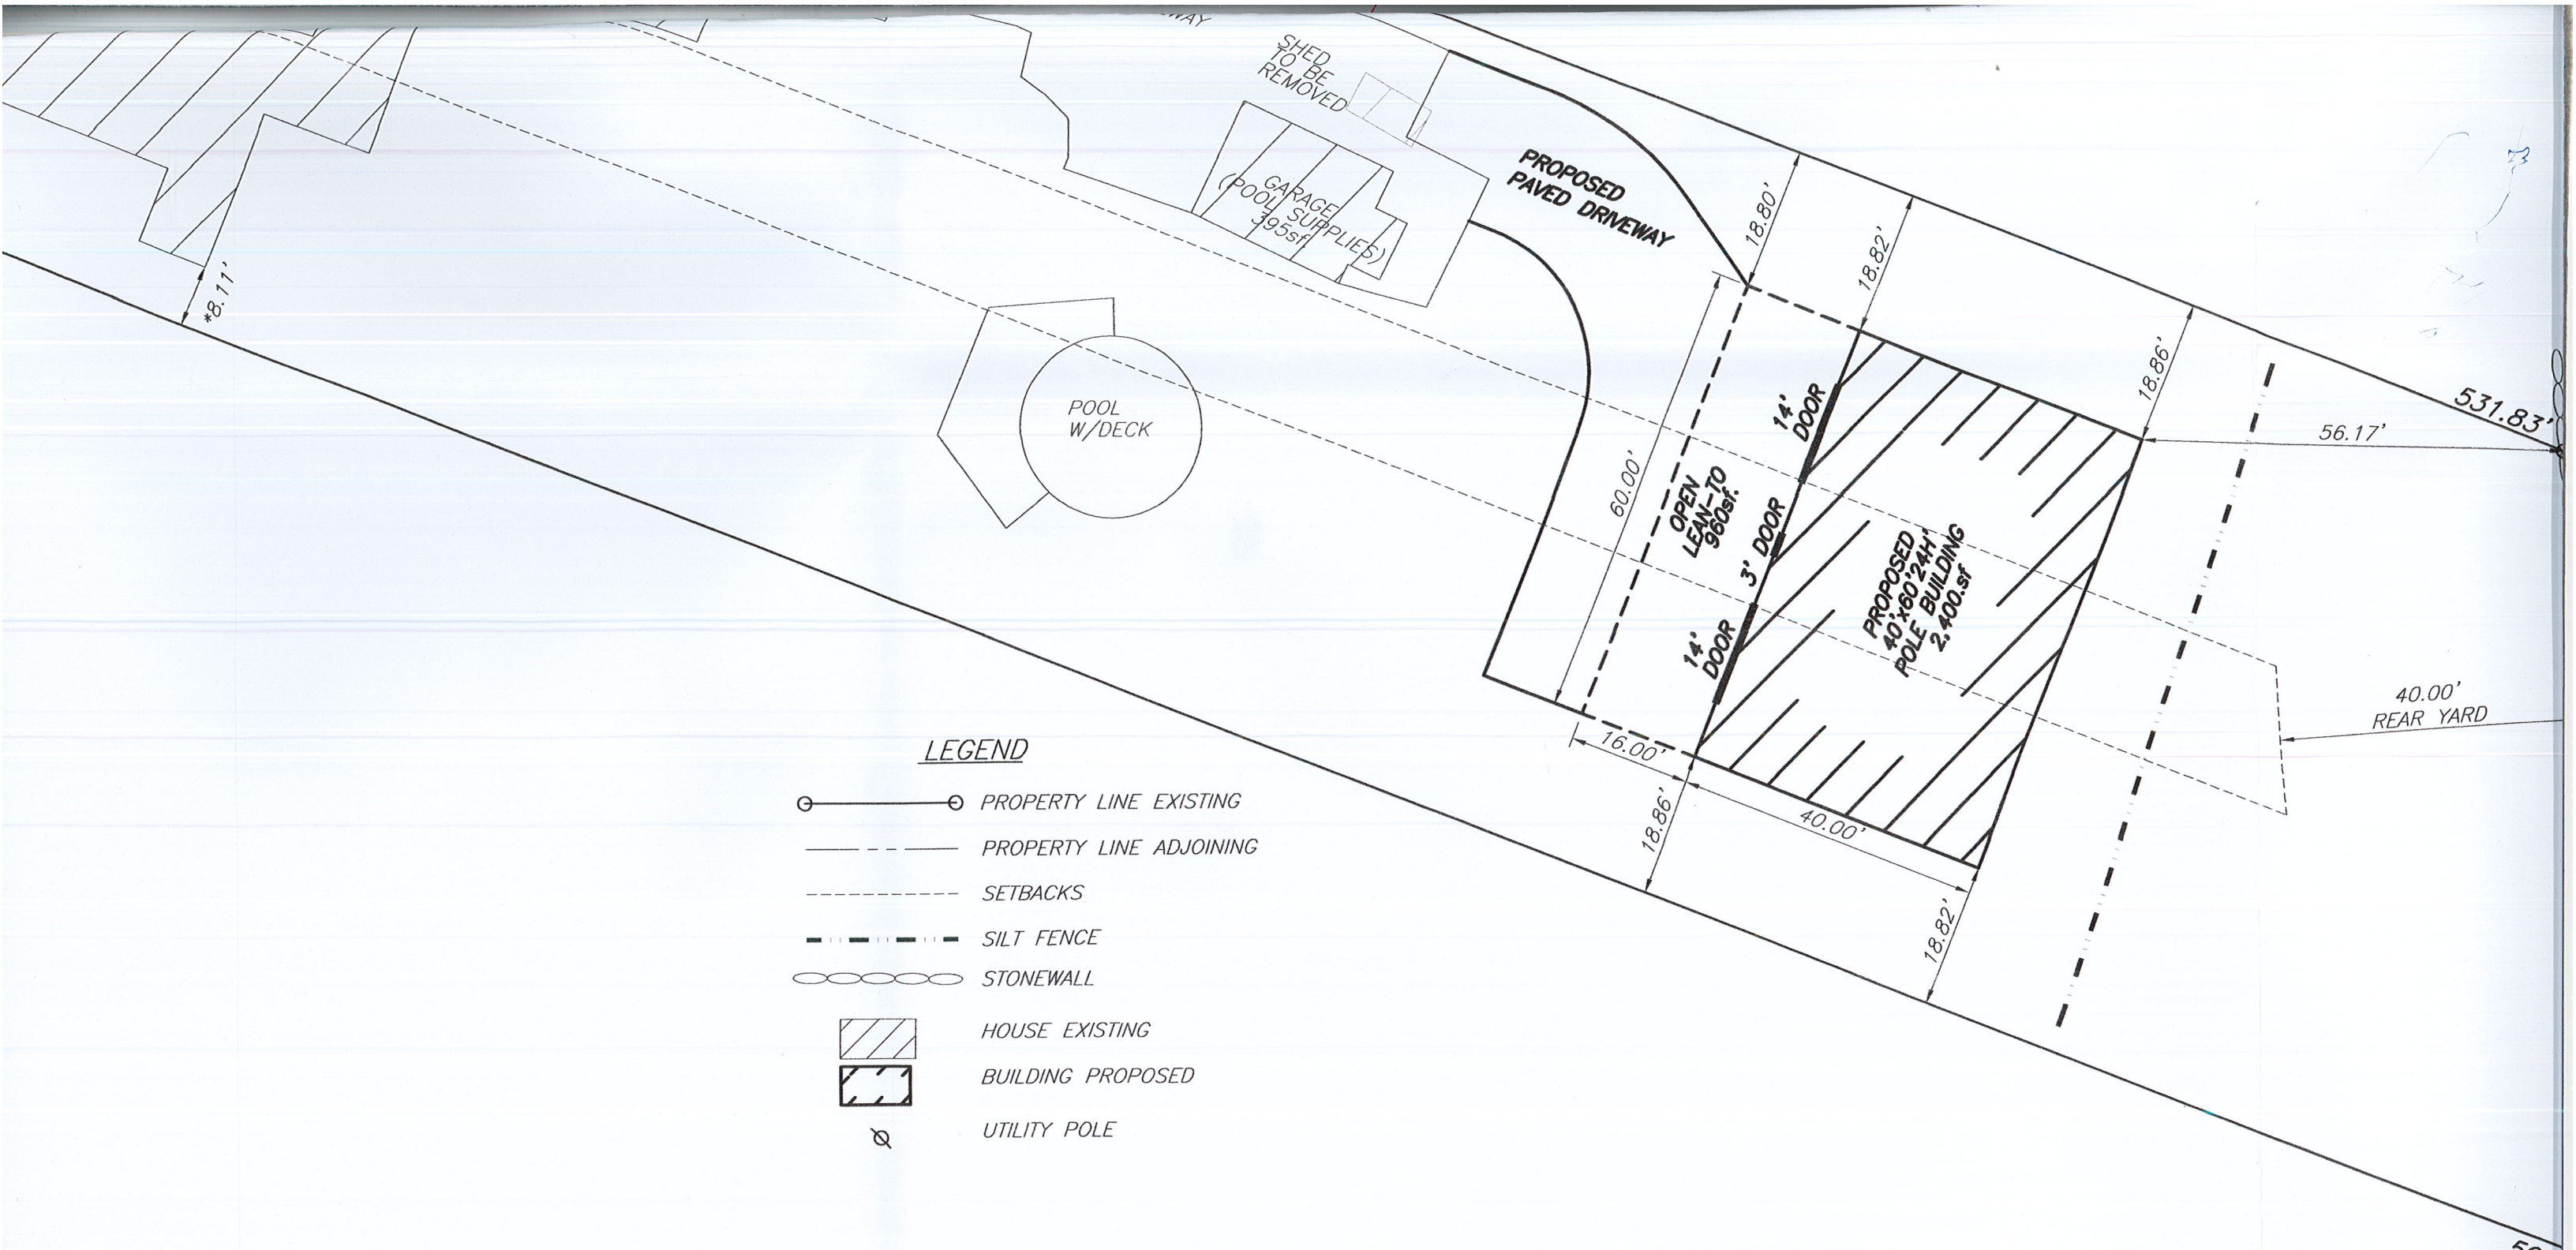 SHED
TO BE
REMOVED
GARAGE
(POOL SUPPLIES)
395sf.
PROPOSED
PAVED DRIVEWAY
18.80'
18.82'
18.86'
531.83'
56.17'
*8.11'
POOL
W/DECK
60.00'
OPEN
LEAN-TO
960sf.
14'
DOOR
3' DOOR
14'
DOOR
PROPOSED
40'x60'24H'
POLE BUILDING
2,400.sf
40.00'
REAR YARD
16.00'
40.00'
18.86'
18.82'
LEGEND
PROPERTY LINE EXISTING
PROPERTY LINE ADJOINING
SETBACKS
SILT FENCE
STONEWALL
HOUSE EXISTING
BUILDING PROPOSED
UTILITY POLE